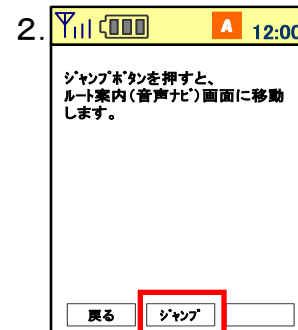 2.
A 12:00
ｼﾞｬﾝﾌﾟﾎﾞﾀﾝを押すと、
ﾙｰﾄ案内(音声ﾅﾋﾞ)画面に移動
します。
戻る ｼﾞｬﾝﾌﾟ